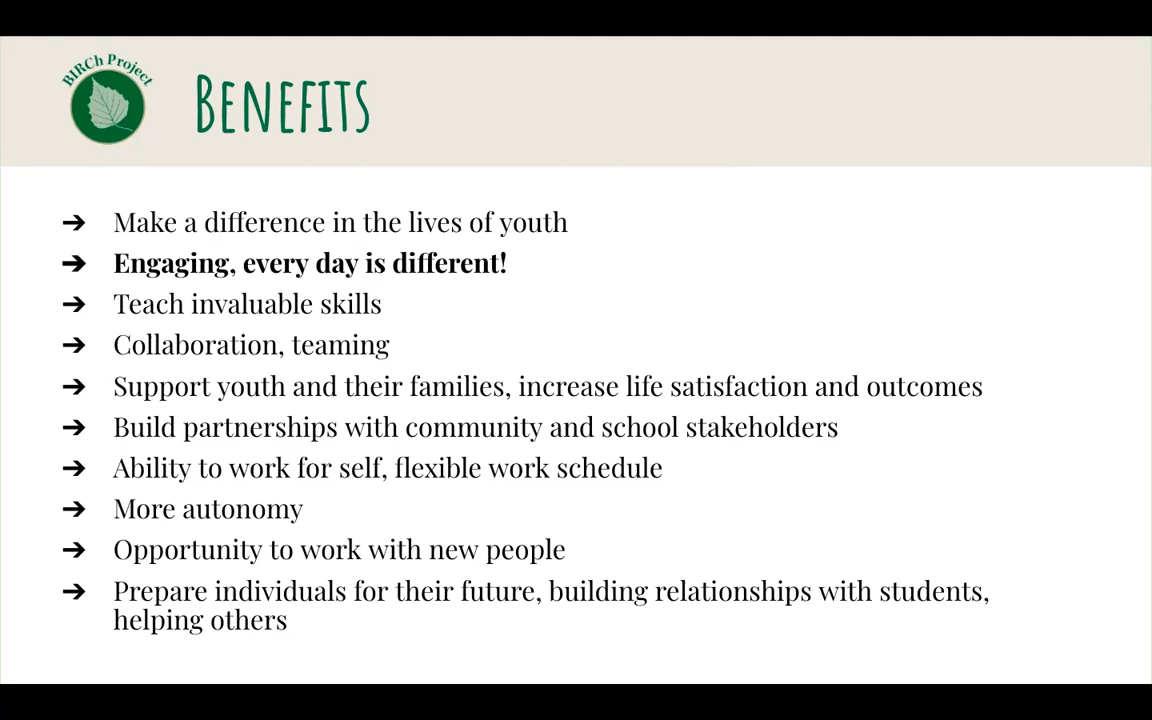 BIRCh Project
BENEFITS
➔ Make a difference in the lives of youth
➔ Engaging, every day is different!
➔ Teach invaluable skills
➔ Collaboration, teaming
➔ Support youth and their families, increase life satisfaction and outcomes
➔ Build partnerships with community and school stakeholders
➔ Ability to work for self, flexible work schedule
➔ More autonomy
➔ Opportunity to work with new people
➔ Prepare individuals for their future, building relationships with students,
helping others